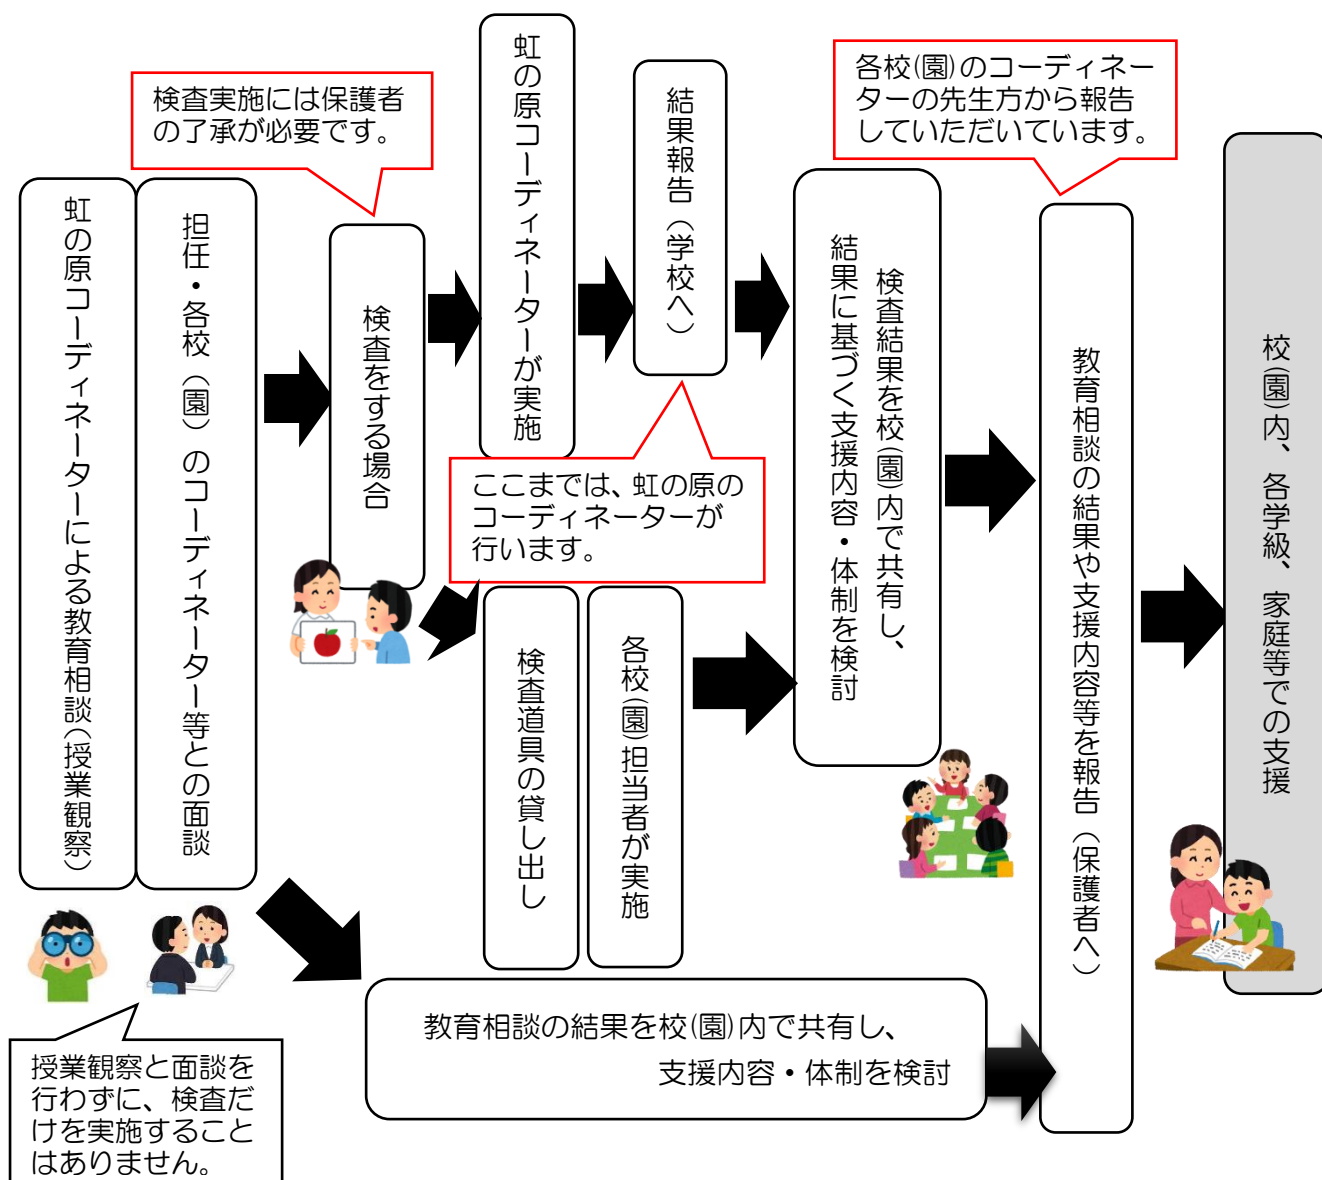 虹の原コーディネーターによる教育相談（授業観察）
担任・各校（園）のコーディネーター等との面談
授業観察と面談を
行わずに、検査だ
けを実施すること
はありません。
検査実施には保護者
の了承が必要です。
検査をする場合
虹の原コーディネーターが実施
結果報告（学校へ）
ここまでは、虹の原の
コーディネーターが
行います。
検査道具の貸し出し
各校(園)担当者が実施
検査結果を校(園)内で共有し、
結果に基づく支援内容・体制を検討
教育相談の結果を校(園)内で共有し、
支援内容・体制を検討
各校(園)のコーディネー
ターの先生方から報告
していただいています。
教育相談の結果や支援内容等を報告（保護者へ）
校(園)内、各学級、家庭等での支援